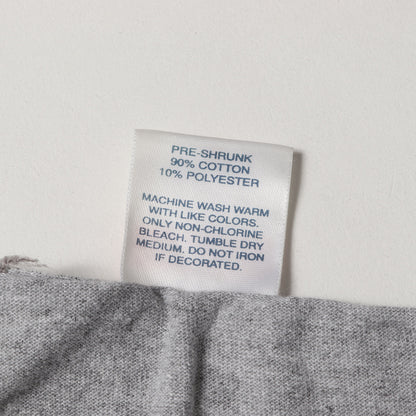 PRE-SHRUNK
90% COTTON
10% POLYESTER
MACHINE WASH WARM
WITH LIKE COLORS.
ONLY NON-CHLORINE
BLEACH. TUMBLE DRY
MEDIUM. DO NOT IRON
IF DECORATED.